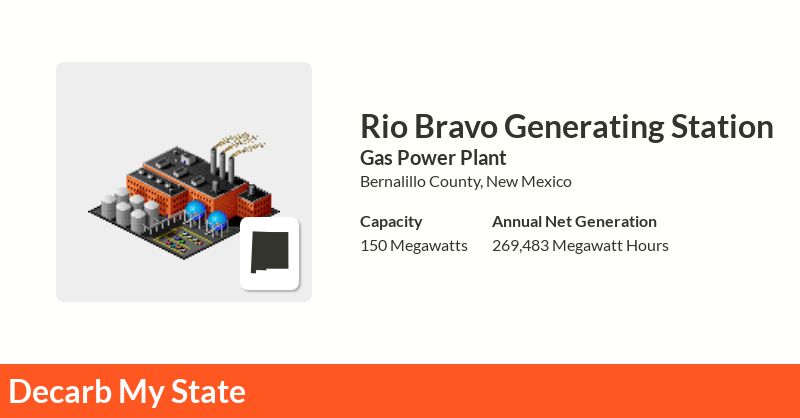 Rio Bravo Generating Station
Gas Power Plant
Bernalillo County, New Mexico
Capacity
Annual Net Generation
150 Megawatts
269,483 Megawatt Hours
Decarb My State